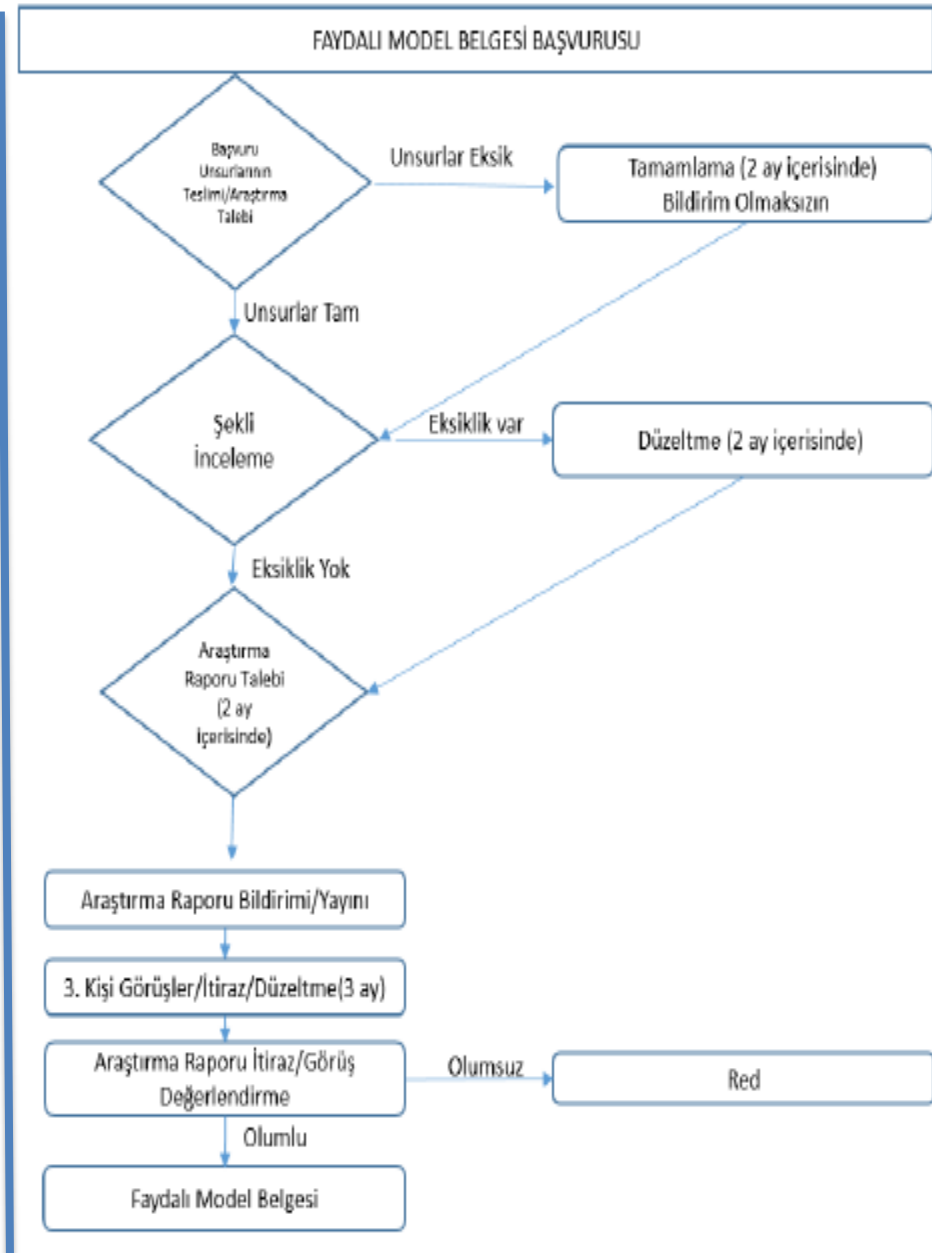 FAYDALI MODEL BELGESİ BAŞVURUSU
Başvuru
Unsurlarının
Teslimi/Araştırma
Talebi
Unsurlar Eksik
Tamamlama (2 ay içerisinde)
Bildirim Olmaksızın
Unsurlar Tam
Şekli
İnceleme
Eksiklik var
Düzeltme (2 ay içerisinde)
Eksiklik Yok
Araştırma
Raporu Talebi
(2 ay
içerisinde)
Araştırma Raporu Bildirimi/Yayını
3. Kişi Görüşler/İtiraz/Düzeltme(3 ay)
Araştırma Raporu İtiraz/Görüş
Değerlendirme
Olumsuz
Red
Olumlu
Faydalı Model Belgesi